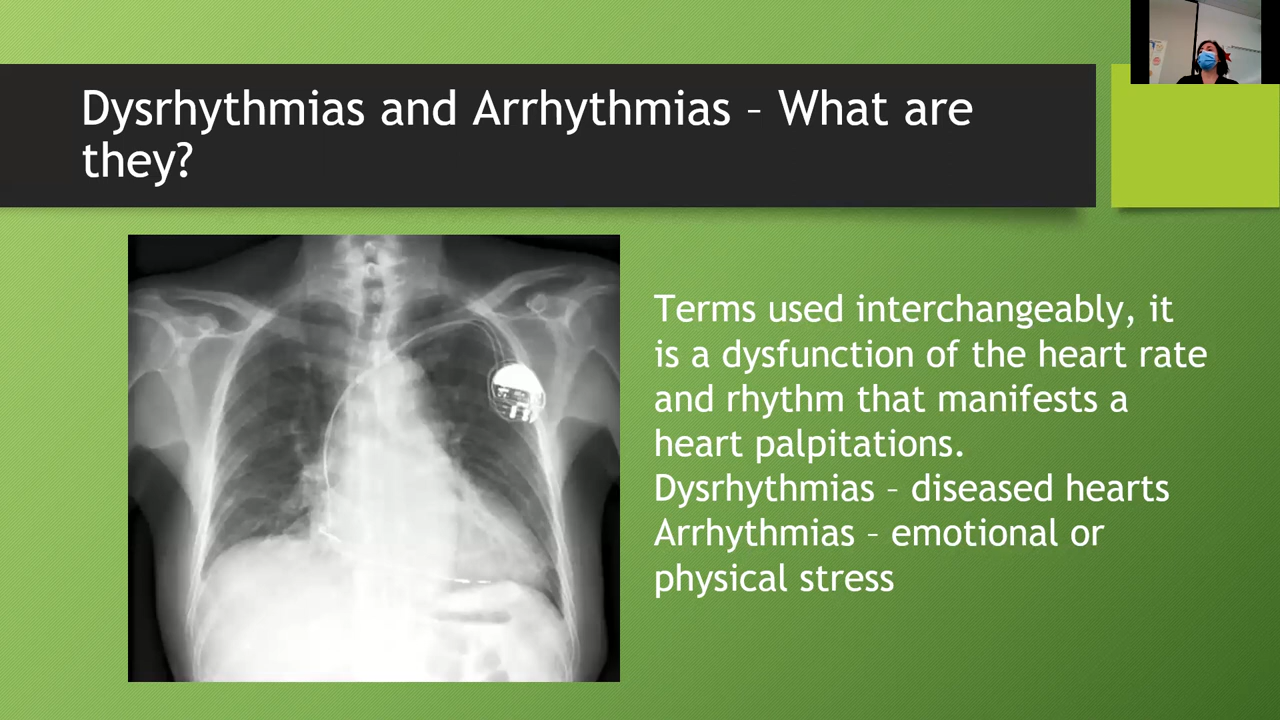 Dysrhythmias and Arrhythmias – What are
they?
Terms used interchangeably, it
is a dysfunction of the heart rate
and rhythm that manifests a
heart palpitations.
Dysrhythmias – diseased hearts
Arrhythmias – emotional or
physical stress